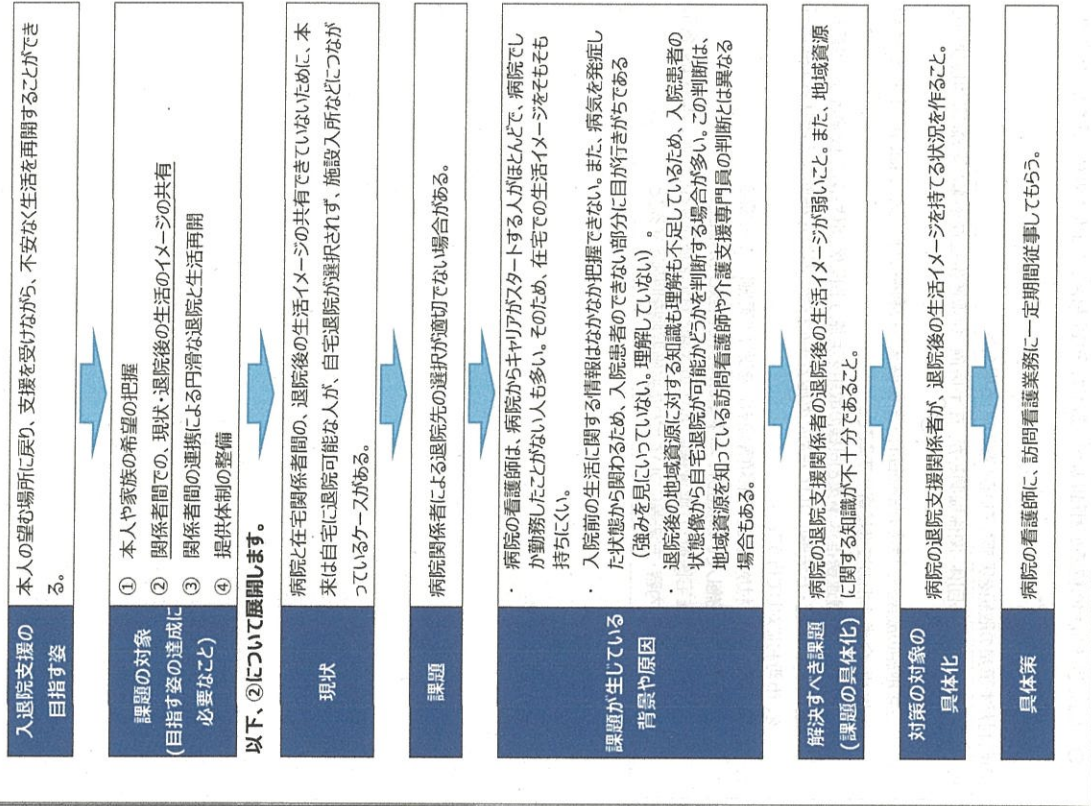 入退院支援の
目指す姿
本人の望む場所に戻り、支援を受けながら、不安なく生活を再開することができ
る。
課題の対象
(目指す姿の達成に
必要なこと)
① 本人や家族の希望の把握
② 関係者間での、現状・退院後の生活のイメージの共有
③ 関係者間の連携による円滑な退院と生活再開
④ 提供体制の整備
以下、②について展開します。
現状
病院と在宅関係者間の、退院後の生活イメージの共有できていないために、本
来は自宅に退院可能な人が、自宅退院が選択されず、施設入所などにつなが
っているケースがある。
課題
病院関係者による退院先の選択が適切でない場合がある。
課題が生じている
背景や原因
・ 病院の看護師は、病院からキャリアがスタートする人がほとんどで、病院でし
か勤務したことがない人も多い。そのため、在宅での生活イメージをそもそも
持ちにくい。
・ 入院前の生活に関する情報はなかなか把握できない。また、病気を発症し
た状態から関わるため、入院患者のできない部分に目が行きがちである
(強みを見にいっていない。理解していない)。
・ 退院後の地域資源に対する知識も理解も不足しているため、入院患者の
状態像から自宅退院が可能かどうかを判断する場合が多い。この判断は、
地域資源を知っている訪問看護師や介護支援専門員の判断とは異なる
場合もある。
解決すべき課題
(課題の具体化)
病院の退院支援関係者の退院後の生活イメージが弱いこと。また、地域資源
に関する知識が不十分であること。
対策の対象の
具体化
病院の退院支援関係者が、退院後の生活イメージを持てる状況を作ること。
具体策
病院の看護師に、訪問看護業務に一定期間従事してもらう。